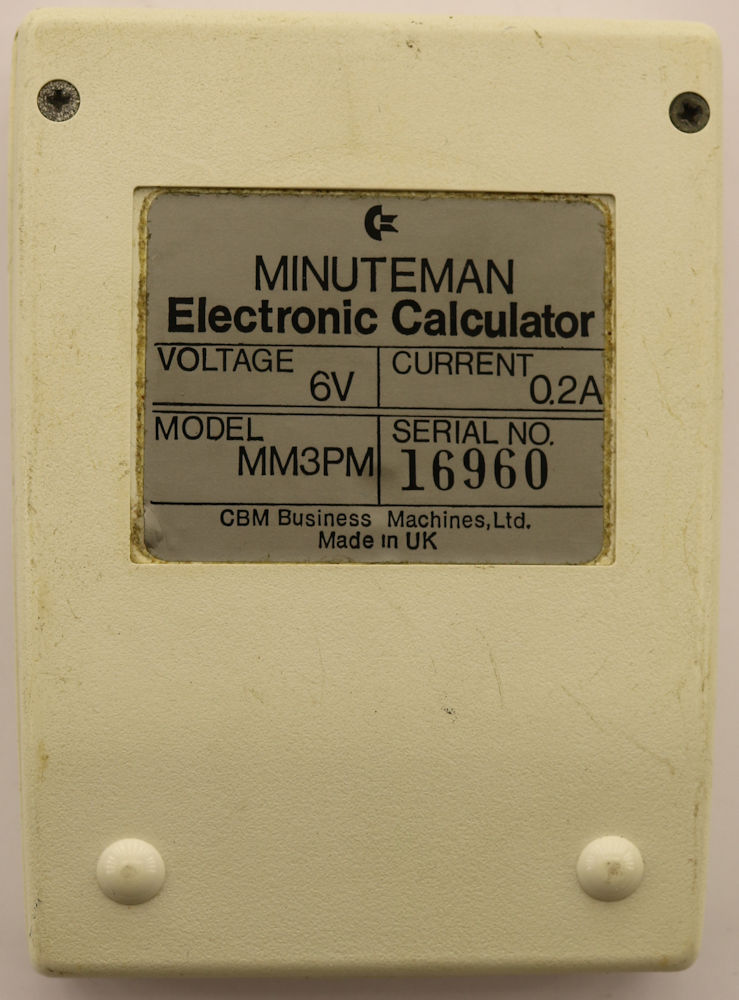 MINUTEMAN
Electronic Calculator
VOLTAGE 6V
CURRENT 0.2A
MODEL MM3PM
SERIAL NO. 16960
CBM Business Machines,Ltd.
Made in UK